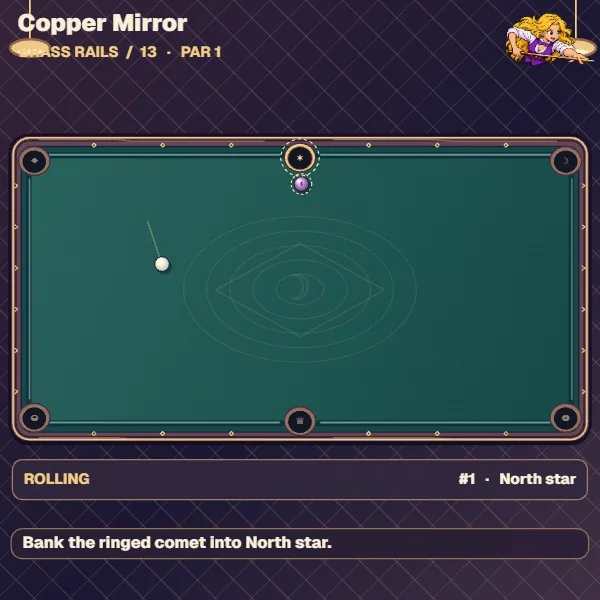 Copper Mirror
BRASS RAILS / 13 · PAR 1
ROLLING
#1 · North star
Bank the ringed comet into North star.